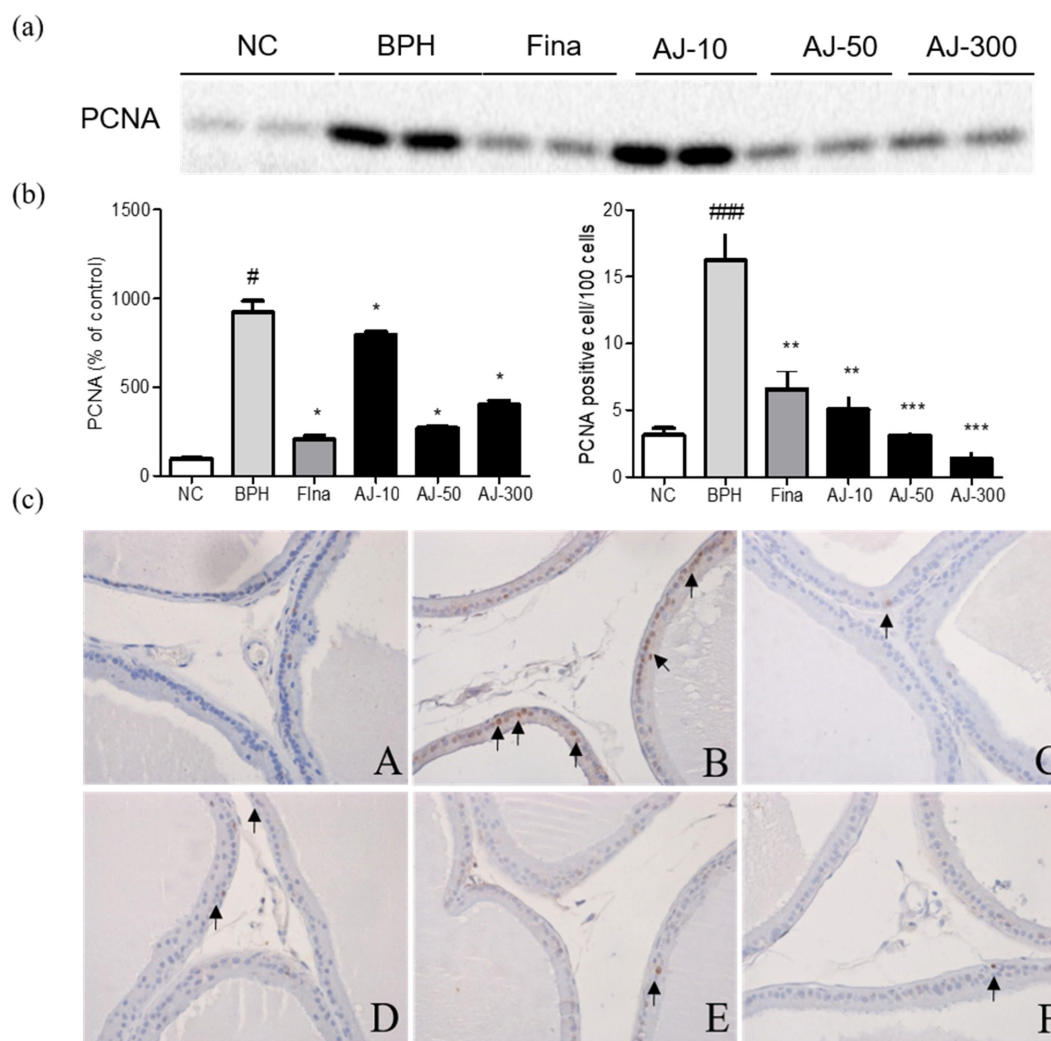 (a)
NC BPH Fina AJ-10 AJ-50 AJ-300
PCNA
(b)
PCNA (% of control)
1500
1000
500
0
#
*
*
*
*
NC BPH FIna AJ-10 AJ-50 AJ-300
PCNA positive cell/100 cells
20
15
10
5
0
###
**
**
***
***
NC BPH Fina AJ-10 AJ-50 AJ-300
(c)
A B C
D E F